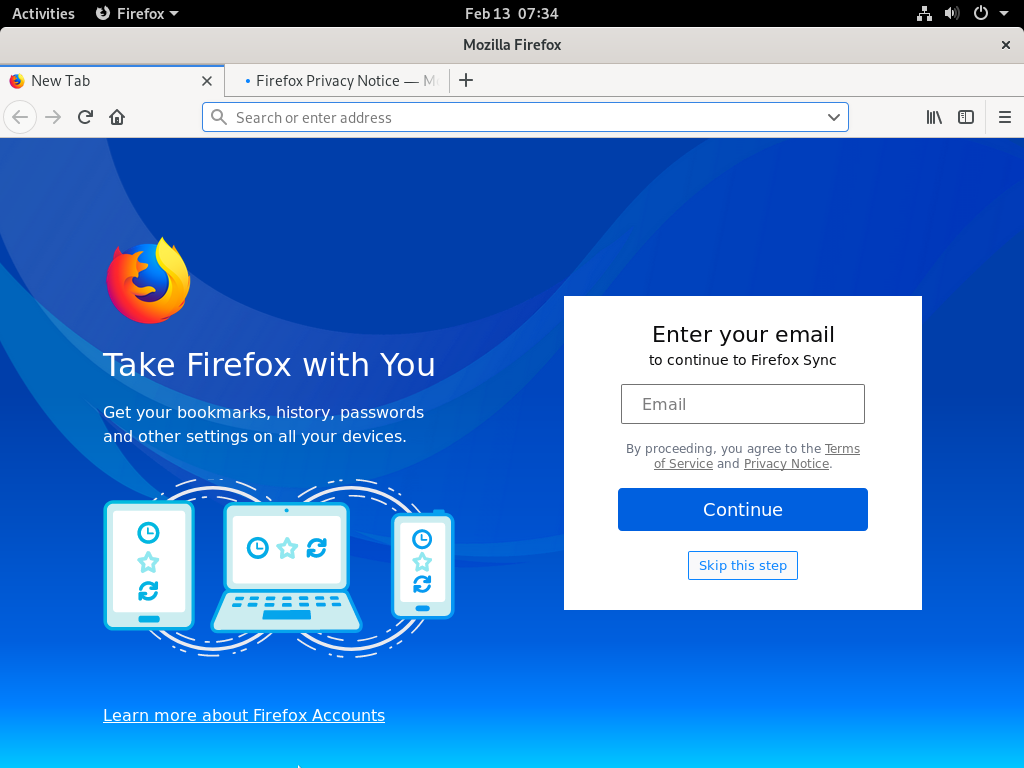 Activities Firefox Feb 13 07:34
Mozilla Firefox
New Tab Firefox Privacy Notice —
Search or enter address
Take Firefox with You
Get your bookmarks, history, passwords
and other settings on all your devices.
Learn more about Firefox Accounts
Enter your email
to continue to Firefox Sync
Email
By proceeding, you agree to the Terms
of Service and Privacy Notice.
Continue
Skip this step